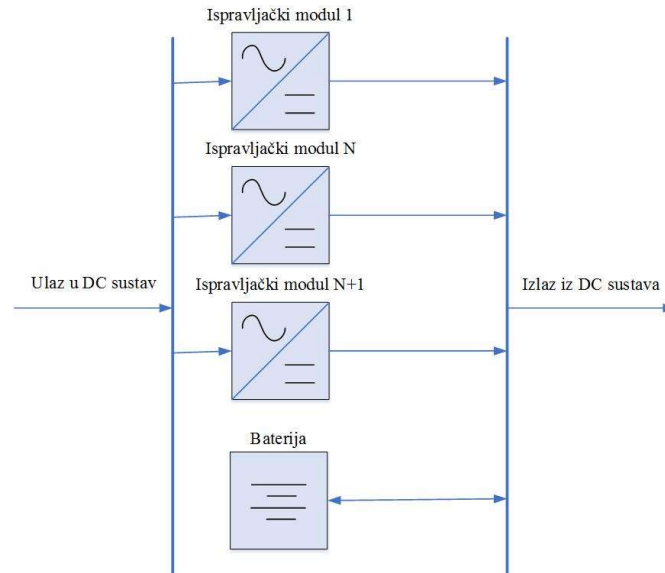 Ispravljački modul 1
Ispravljački modul N
Ulaz u DC sustav
Ispravljački modul N+1
Izlaz iz DC sustava
Baterija